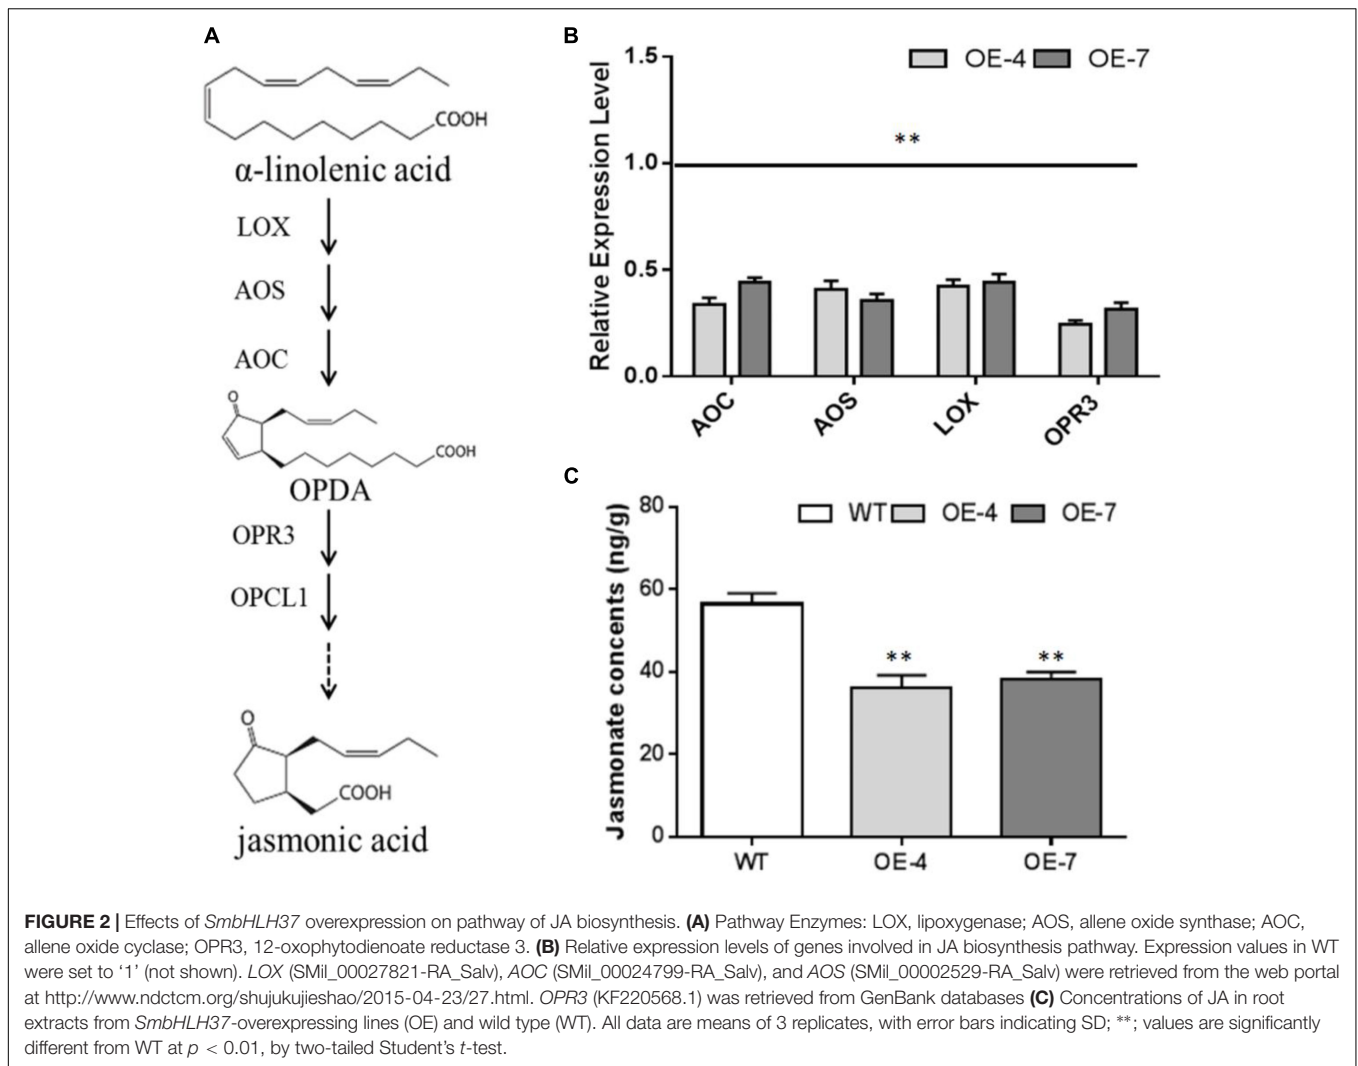 A
COOH
α-linolenic acid
LOX
AOS
AOC
O
COOH
OPDA
OPR3
OPCL1
O
COOH
jasmonic acid
B
OE-4 OE-7
Relative Expression Level
1.5
1.0
0.5
0.0
**
AOC
AOS
LOX
OPR3
C
WT OE-4 OE-7
Jasmonate concents (ng/g)
80
60
40
20
0
**
**
WT
OE-4
OE-7
FIGURE 2 | Effects of SmbHLH37 overexpression on pathway of JA biosynthesis. (A) Pathway Enzymes: LOX, lipoxygenase; AOS, allene oxide synthase; AOC,
allene oxide cyclase; OPR3, 12-oxophytodienoate reductase 3. (B) Relative expression levels of genes involved in JA biosynthesis pathway. Expression values in WT
were set to ‘1’ (not shown). LOX (SMil_00027821-RA_Salv), AOC (SMil_00024799-RA_Salv), and AOS (SMil_00002529-RA_Salv) were retrieved from the web portal
at http://www.ndctcm.org/shujukujieshao/2015-04-23/27.html. OPR3 (KF220568.1) was retrieved from GenBank databases (C) Concentrations of JA in root
extracts from SmbHLH37-overexpressing lines (OE) and wild type (WT). All data are means of 3 replicates, with error bars indicating SD; **; values are significantly
different from WT at p < 0.01, by two-tailed Student’s t-test.